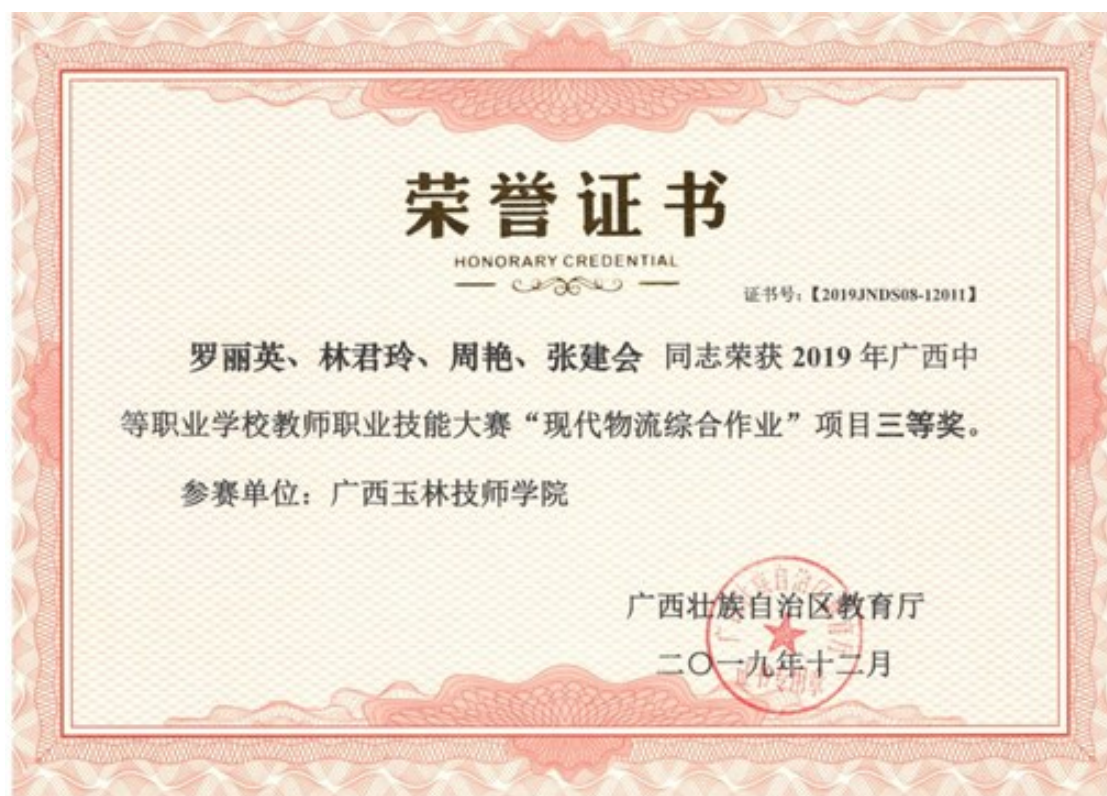 荣誉证书
HONORARY CREDENTIAL
证书号：【2019JNDS08-12011】
罗丽英、林君玲、周艳、张建会 同志荣获 2019 年广西中
等职业学校教师职业技能大赛“现代物流综合作业”项目三等奖。
参赛单位：广西玉林技师学院
广西壮族自治区教育厅
二〇一九年十二月